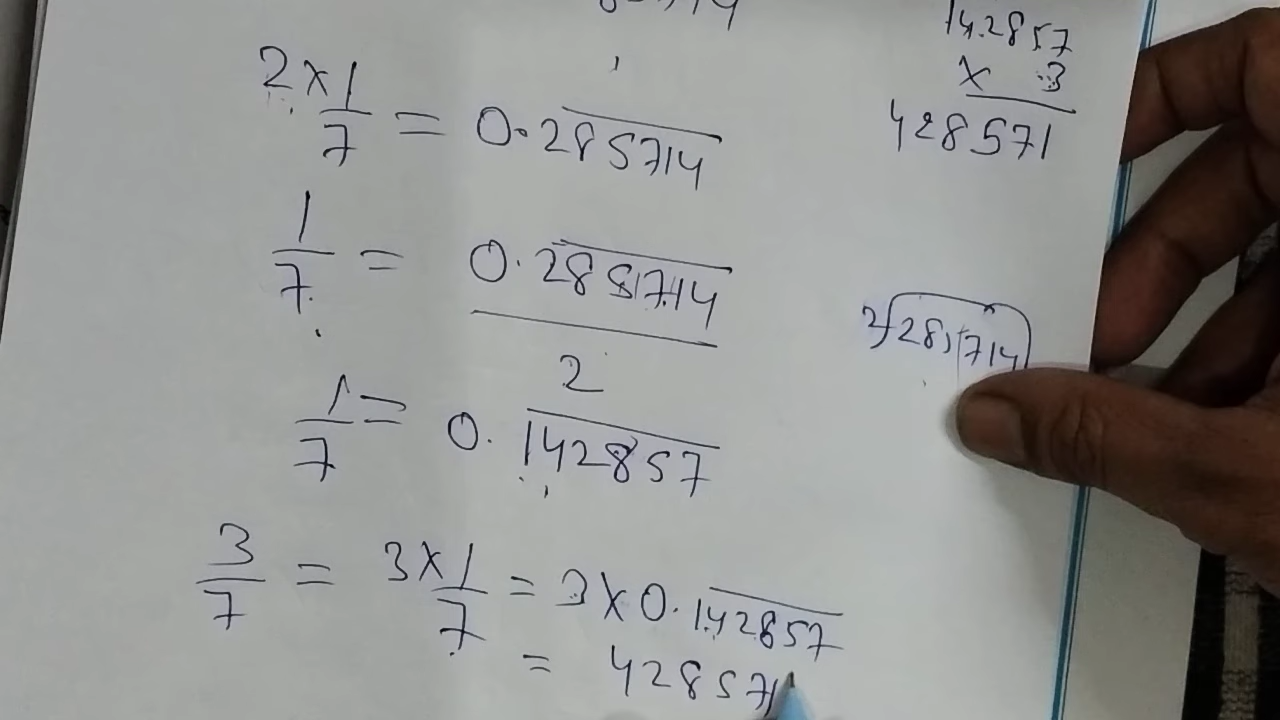 2 × 1/7 = 0.285714
1/7 = 0.285714/2
1/7 = 0.142857
3/7 = 3 × 1/7 = 3 × 0.142857
= 428571
142857
× 3
428571
2 285714